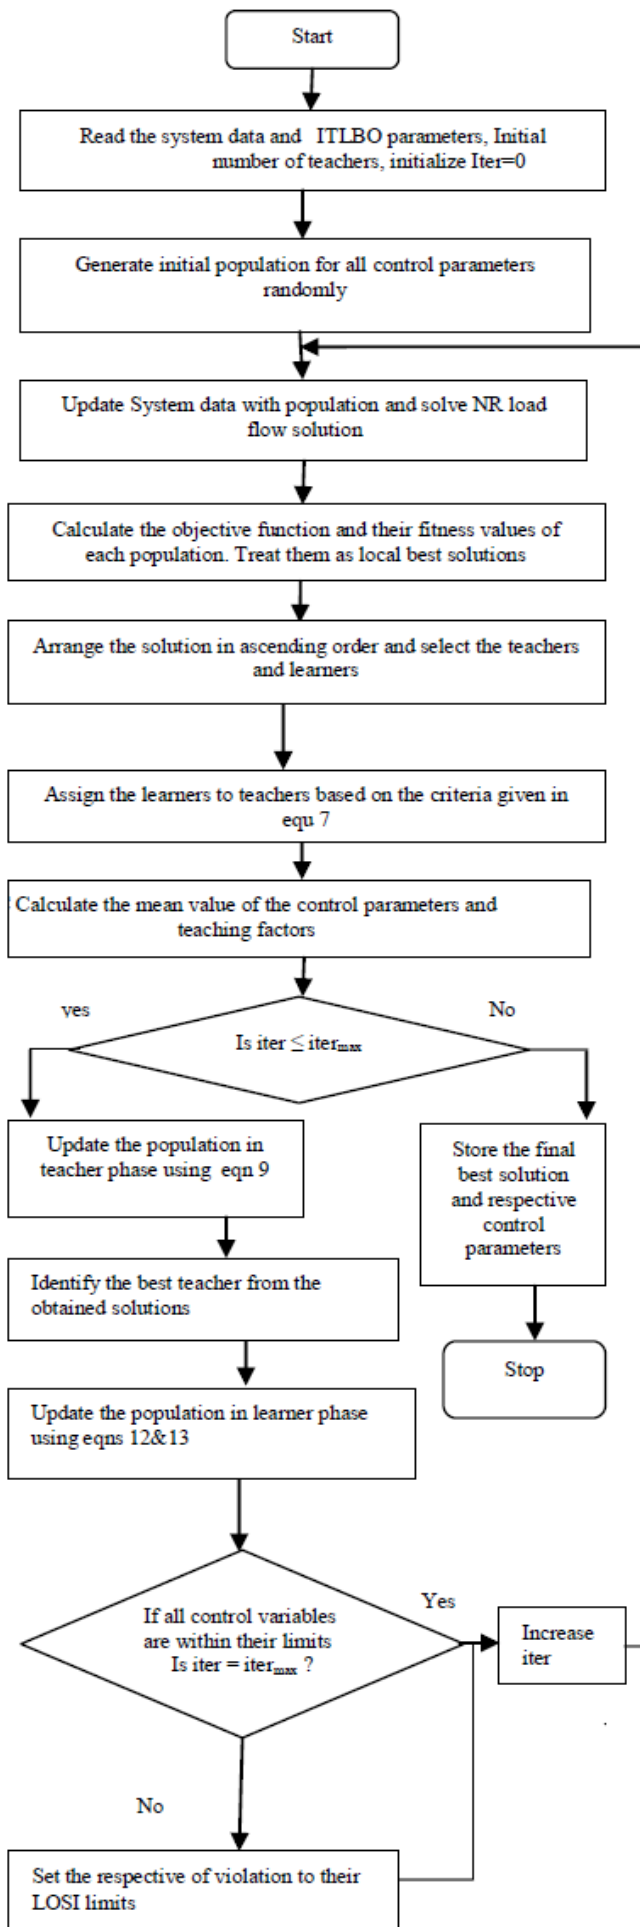 Start
Read the system data and ITLBO parameters, Initial
number of teachers, initialize Iter=0
Generate initial population for all control parameters
randomly
Update System data with population and solve NR load
flow solution
Calculate the objective function and their fitness values of
each population. Treat them as local best solutions
Arrange the solution in ascending order and select the teachers
and learners
Assign the learners to teachers based on the criteria given in
equ 7
Calculate the mean value of the control parameters and
teaching factors
yes
No
Is iter ≤ itermax
Update the population in
teacher phase using eqn 9
Store the final
best solution
and respective
control
parameters
Identify the best teacher from the
obtained solutions
Stop
Update the population in learner phase
using eqns 12&13
If all control variables
are within their limits
Is iter = itermax ?
Yes
Increase
iter
No
Set the respective of violation to their
LOSI limits